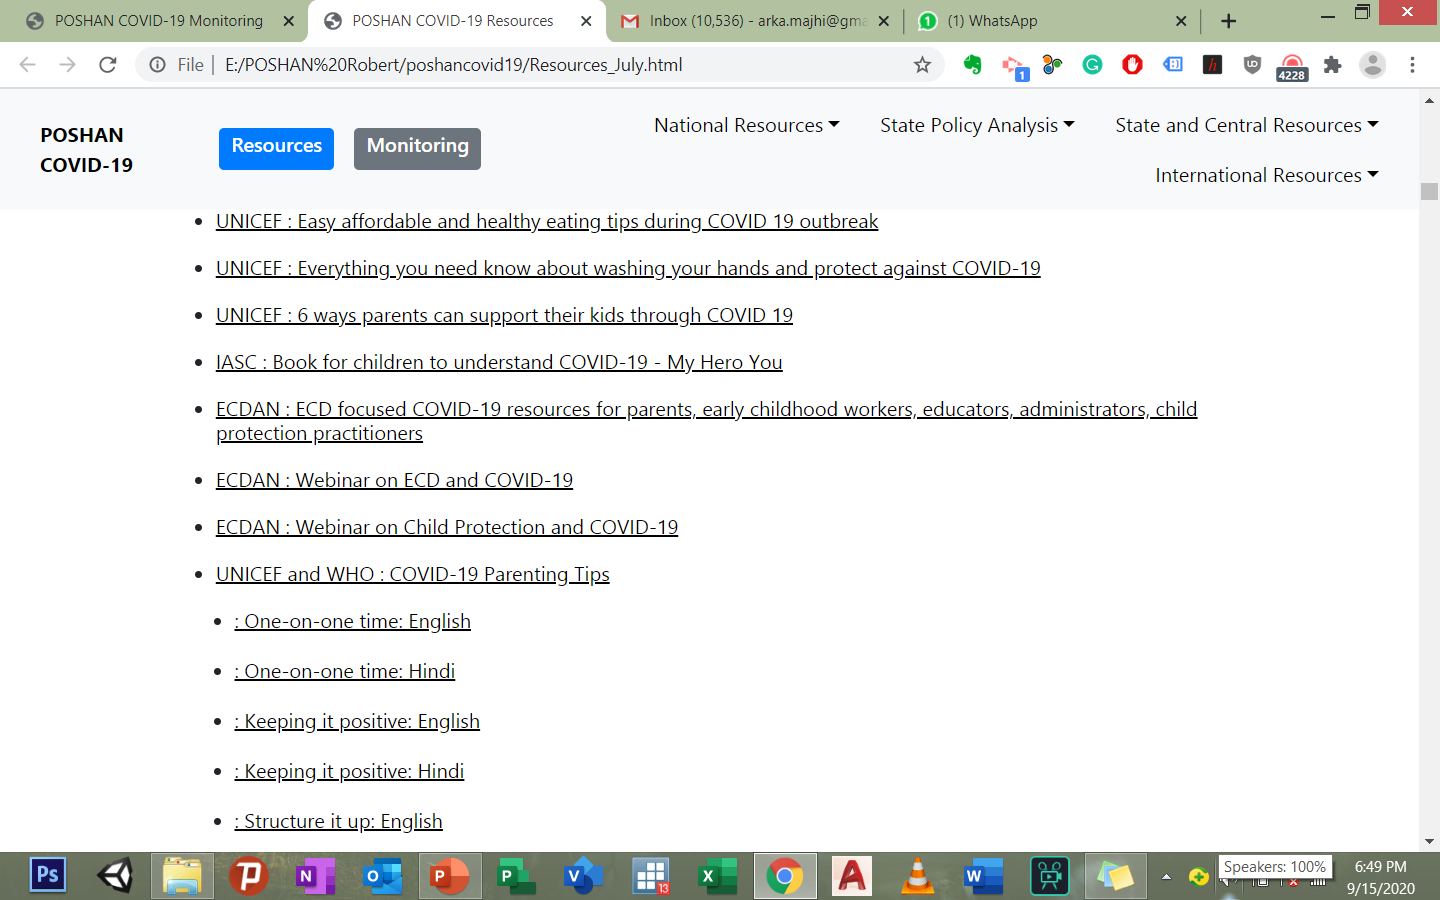 POSHAN COVID-19 Monitoring
POSHAN COVID-19 Resources
Inbox (10,536) - arka.majhi@gma
1 (1) WhatsApp
File | E:/POSHAN%20Robert/poshancovid19/Resources_July.html
1
4228
POSHAN
COVID-19
Resources
Monitoring
National Resources
State Policy Analysis
State and Central Resources
International Resources
UNICEF : Easy affordable and healthy eating tips during COVID 19 outbreak
UNICEF : Everything you need know about washing your hands and protect against COVID-19
UNICEF : 6 ways parents can support their kids through COVID 19
IASC : Book for children to understand COVID-19 - My Hero You
ECDAN : ECD focused COVID-19 resources for parents, early childhood workers, educators, administrators, child
protection practitioners
ECDAN : Webinar on ECD and COVID-19
ECDAN : Webinar on Child Protection and COVID-19
UNICEF and WHO : COVID-19 Parenting Tips
: One-on-one time: English
: One-on-one time: Hindi
: Keeping it positive: English
: Keeping it positive: Hindi
: Structure it up: English
Ps
P
N
O
P
P
V
13
X
A
W
Speakers: 100%
6:49 PM
9/15/2020